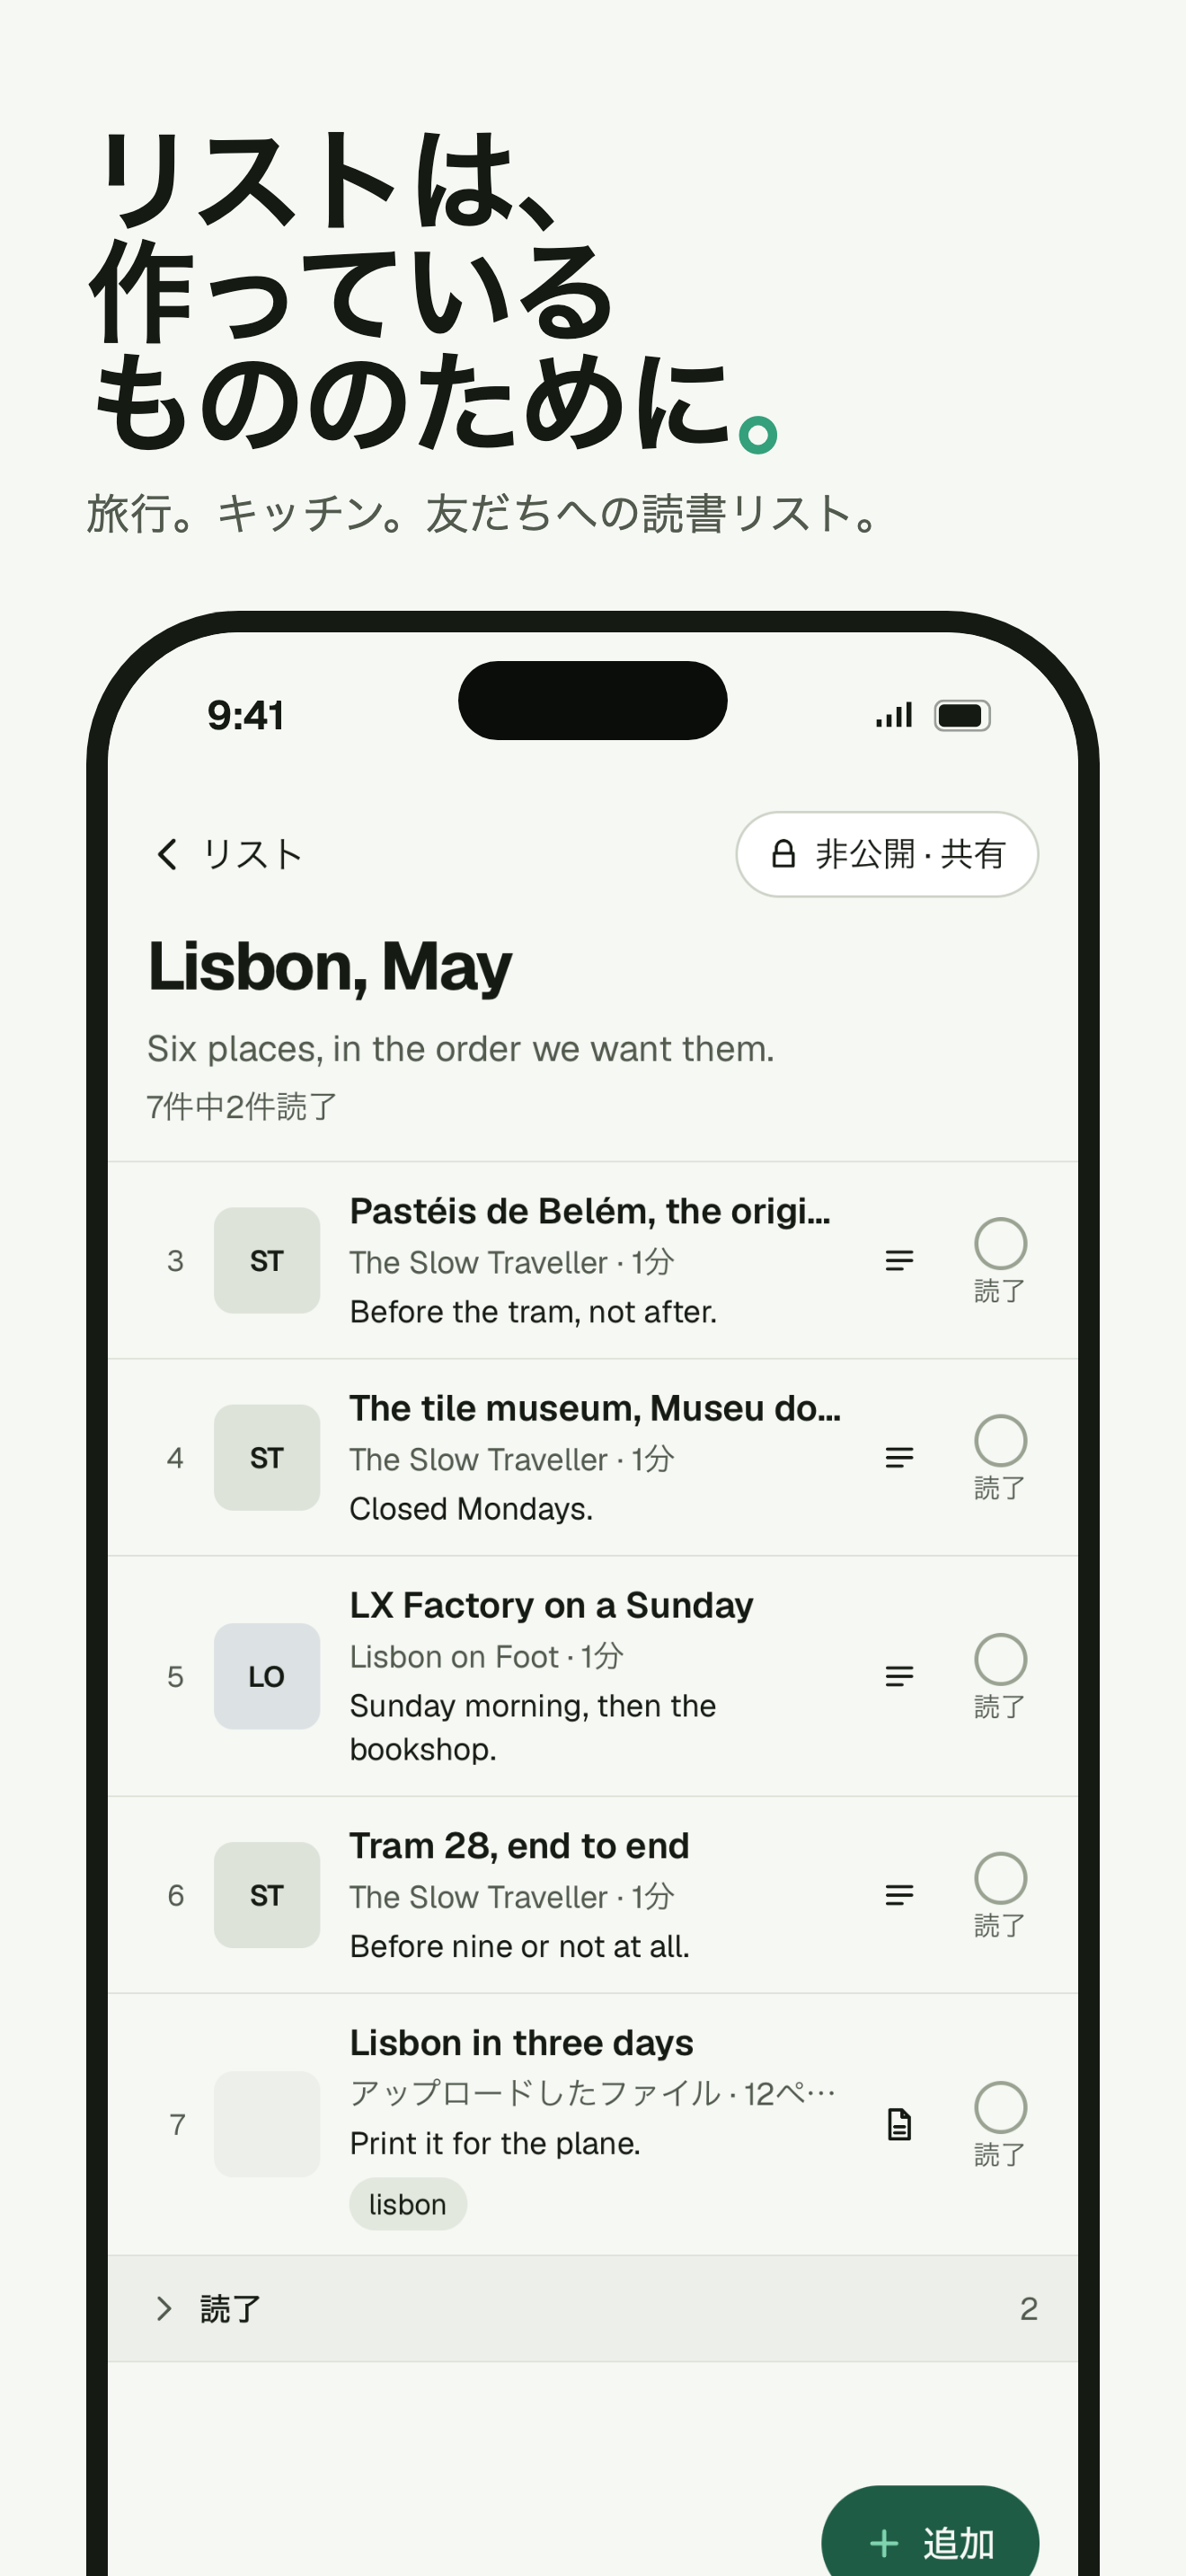 リストは、
作っている
もののために。
旅行。キッチン。友だちへの読書リスト。
9:41
リスト
非公開 · 共有
Lisbon, May
Six places, in the order we want them.
7件中2件読了
3
ST
Pastéis de Belém, the origi...
The Slow Traveller · 1分
Before the tram, not after.
読了
4
ST
The tile museum, Museu do...
The Slow Traveller · 1分
Closed Mondays.
読了
5
LO
LX Factory on a Sunday
Lisbon on Foot · 1分
Sunday morning, then the
bookshop.
読了
6
ST
Tram 28, end to end
The Slow Traveller · 1分
Before nine or not at all.
読了
7
Lisbon in three days
アップロードしたファイル · 12ペ…
Print it for the plane.
lisbon
読了
読了
2
追加